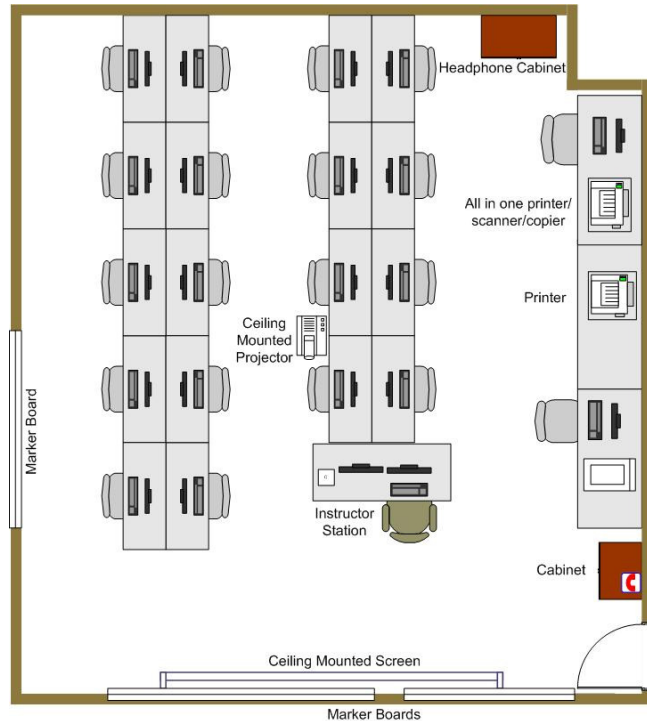 Headphone Cabinet
All in one printer/
scanner/copier
Printer
Ceiling
Mounted
Projector
Marker Board
Instructor
Station
Cabinet
Ceiling Mounted Screen
Marker Boards